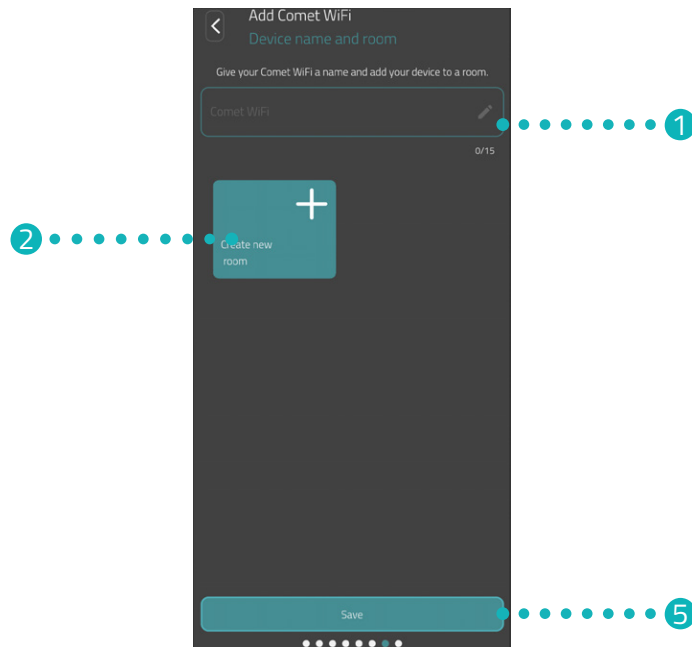 Add Comet WiFi
Device name and room
Give your Comet WiFi a name and add your device to a room.
Comet WiFi
1
0/15
2
Create new
room
Save
5